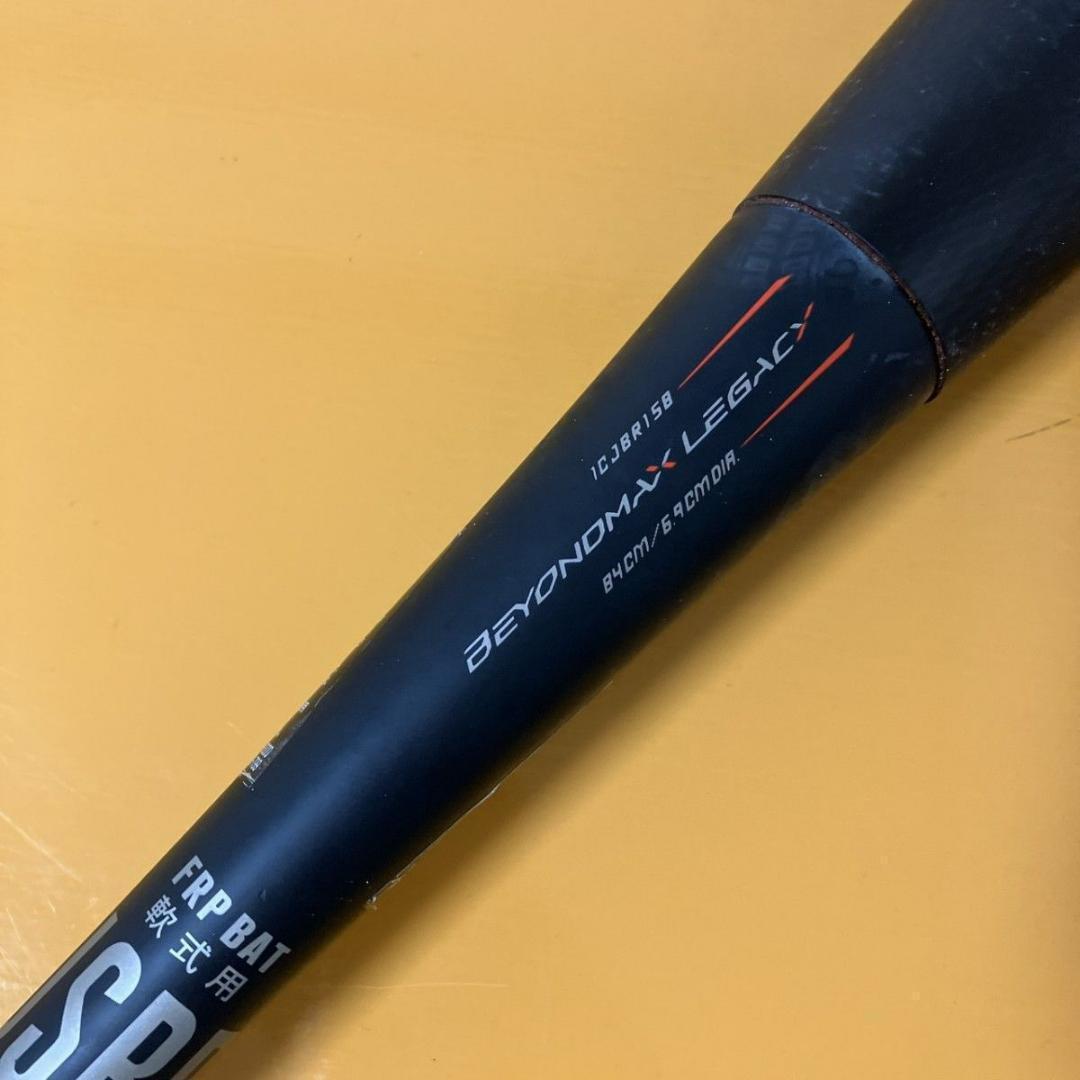 1CJBR158
BEYONDMAX LEGACY
84CM/6.9CM DIA.
FRP BAT
軟式用